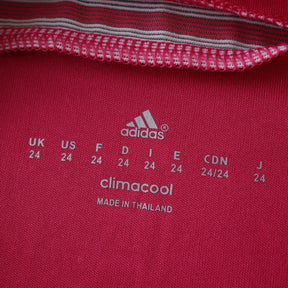 adidas®
UK US F D I E CDN J
24 24 24 24 24 24 24/24 24
climacool
MADE IN THAILAND